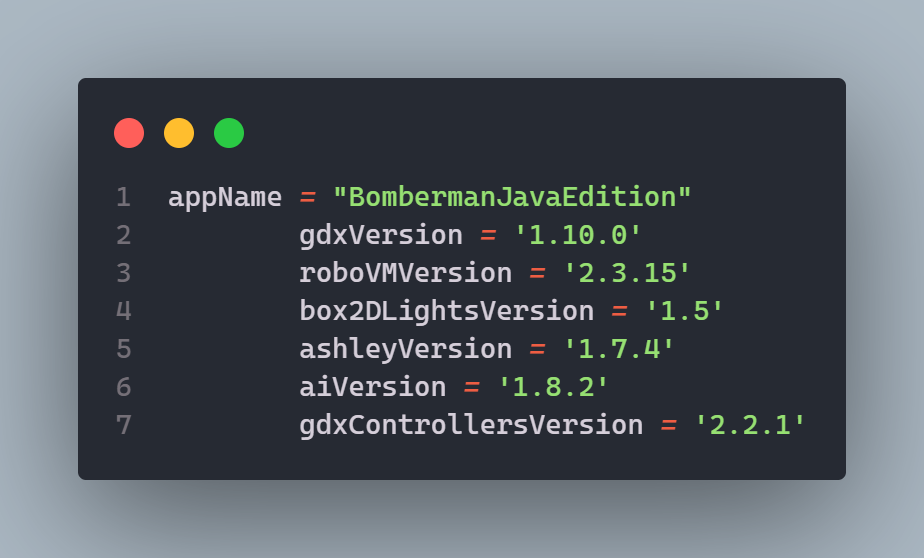 1 appName = "BombermanJavaEdition"
2 gdxVersion = '1.10.0'
3 roboVMVersion = '2.3.15'
4 box2DLightsVersion = '1.5'
5 ashleyVersion = '1.7.4'
6 aiVersion = '1.8.2'
7 gdxControllersVersion = '2.2.1'